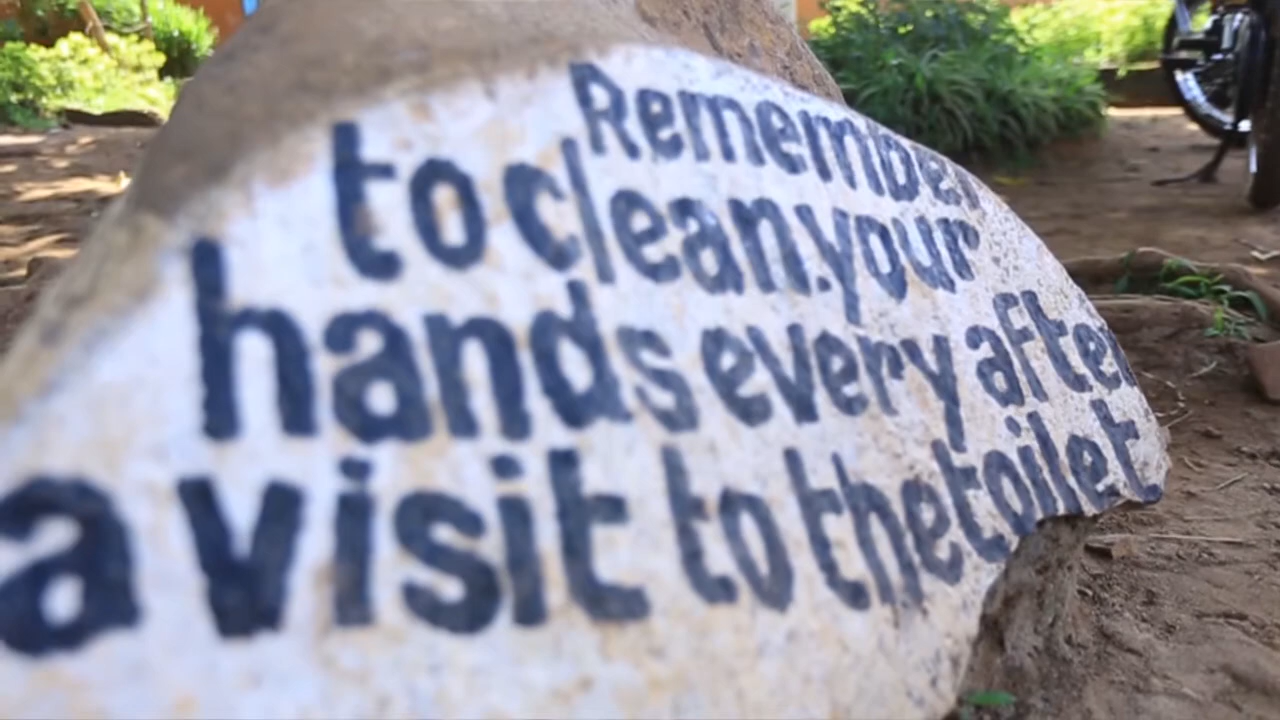 Remember
to clean.your
hands every after
a visit to the toilet